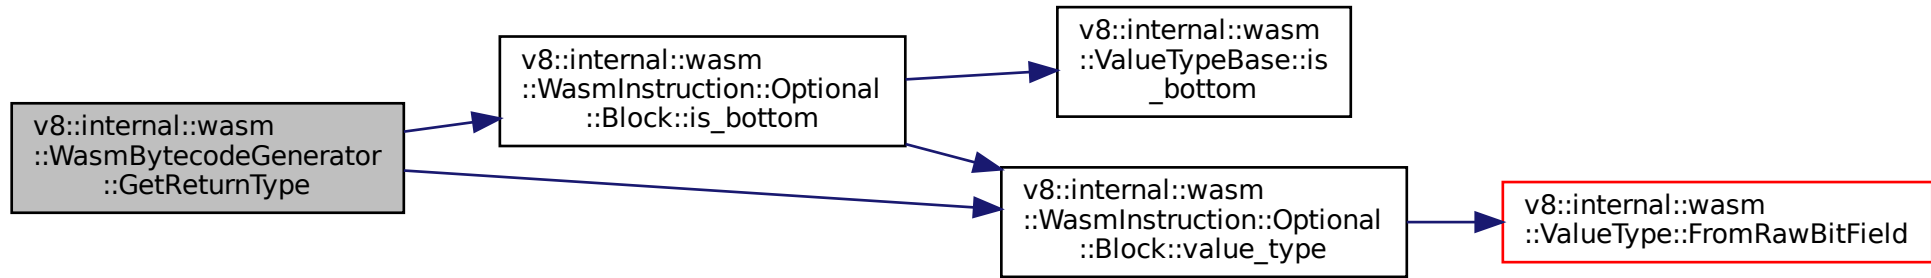 v8::internal::wasm
::WasmBytecodeGenerator
::GetReturnType
v8::internal::wasm
::WasmInstruction::Optional
::Block::is_bottom
v8::internal::wasm
::ValueTypeBase::is
_bottom
v8::internal::wasm
::WasmInstruction::Optional
::Block::value_type
v8::internal::wasm
::ValueType::FromRawBitField